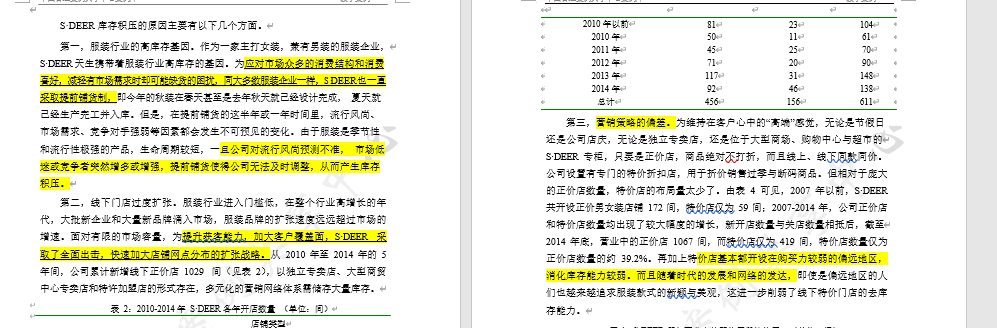 S·DEER 库存积压的原因主要有以下几个方面。
第一，服装行业的高库存基因。作为一家主打女装，兼有男装的服装企业，
S·DEER 天生携带着服装行业高库存的基因。为应对市场众多的消费结构和消费
喜好，减轻有市场需求时却可能缺货的困扰，同大多数服装企业一样，S·DEER 也一直
采取提前铺货制，即今年的秋装在春天甚至是去年秋天就已经设计完成， 夏天就
已经生产完工并入库。但是，在提前铺货的这半年或一年时间里，流行风尚、
市场需求、竞争对手强弱等因素都会发生不可预见的变化。由于服装是季节性
和流行性极强的产品，生命周期较短，一旦公司对流行风尚预测不准， 市场低
迷或竞争者突然增多或增强，提前铺货使得公司无法及时调整，从而产生库存
积压。
第二，线下门店过度扩张。服装行业进入门槛低，在整个行业高增长的年
代，大批新企业和大量新品牌涌入市场，服装品牌的扩张速度远远超过市场的
增速。面对有限的市场容量，为提升获客能力，加大客户覆盖面，S·DEER 采
取了全面出击，快速加大店铺网点分布的扩张战略。从 2010 年至 2014 年的 5
年间，公司累计新增线下正价店 1029 间（见表 2），以独立专卖店、大型商贸
中心专卖店和特许加盟店的形式存在，多元化的营销网络体系需储存大量库存。
表 2：2010-2014 年 S·DEER 各年开店数量 （单位：间）
店铺类型
2010 年以前 81 23 104
2010 年 50 11 61
2011 年 45 25 70
2012 年 71 20 90
2013 年 117 31 148
2014 年 92 46 138
总计 456 156 611
第三，营销策略的偏差。为维持在客户心中的“高端”感觉，无论是节假日
还是公司店庆，无论是独立专卖店，还是位于大型商场、购物中心与超市的
S·DEER 专柜，只要是正价店，商品绝对不打折，而且线上、线下同款同价。
公司设置有专门的特价折扣店，用于折价销售过季与断码商品。但相对于庞大
的正价店数量，特价店的布局量太少了。由表 4 可见，2007 年以前，S·DEER
共开设正价男女装店铺 172 间，特价店仅为 59 间；2007-2014 年，公司正价店
和特价店数量均出现了较大幅度的增长，新开店数量与关店数量相抵后，截至
2014 年底，营业中的正价店 1067 间，而特价店仅为 419 间，特价店数量仅为
正价店数量的约 39.2%。再加上特价店基本都开设在购买力较弱的偏远地区，
消化库存能力较弱。而且随着时代的发展和网络的发达，即使是偏远地区的人
们也越来越追求服装款式的新颖与美观，这进一步削弱了线下特价门店的去库
存能力。